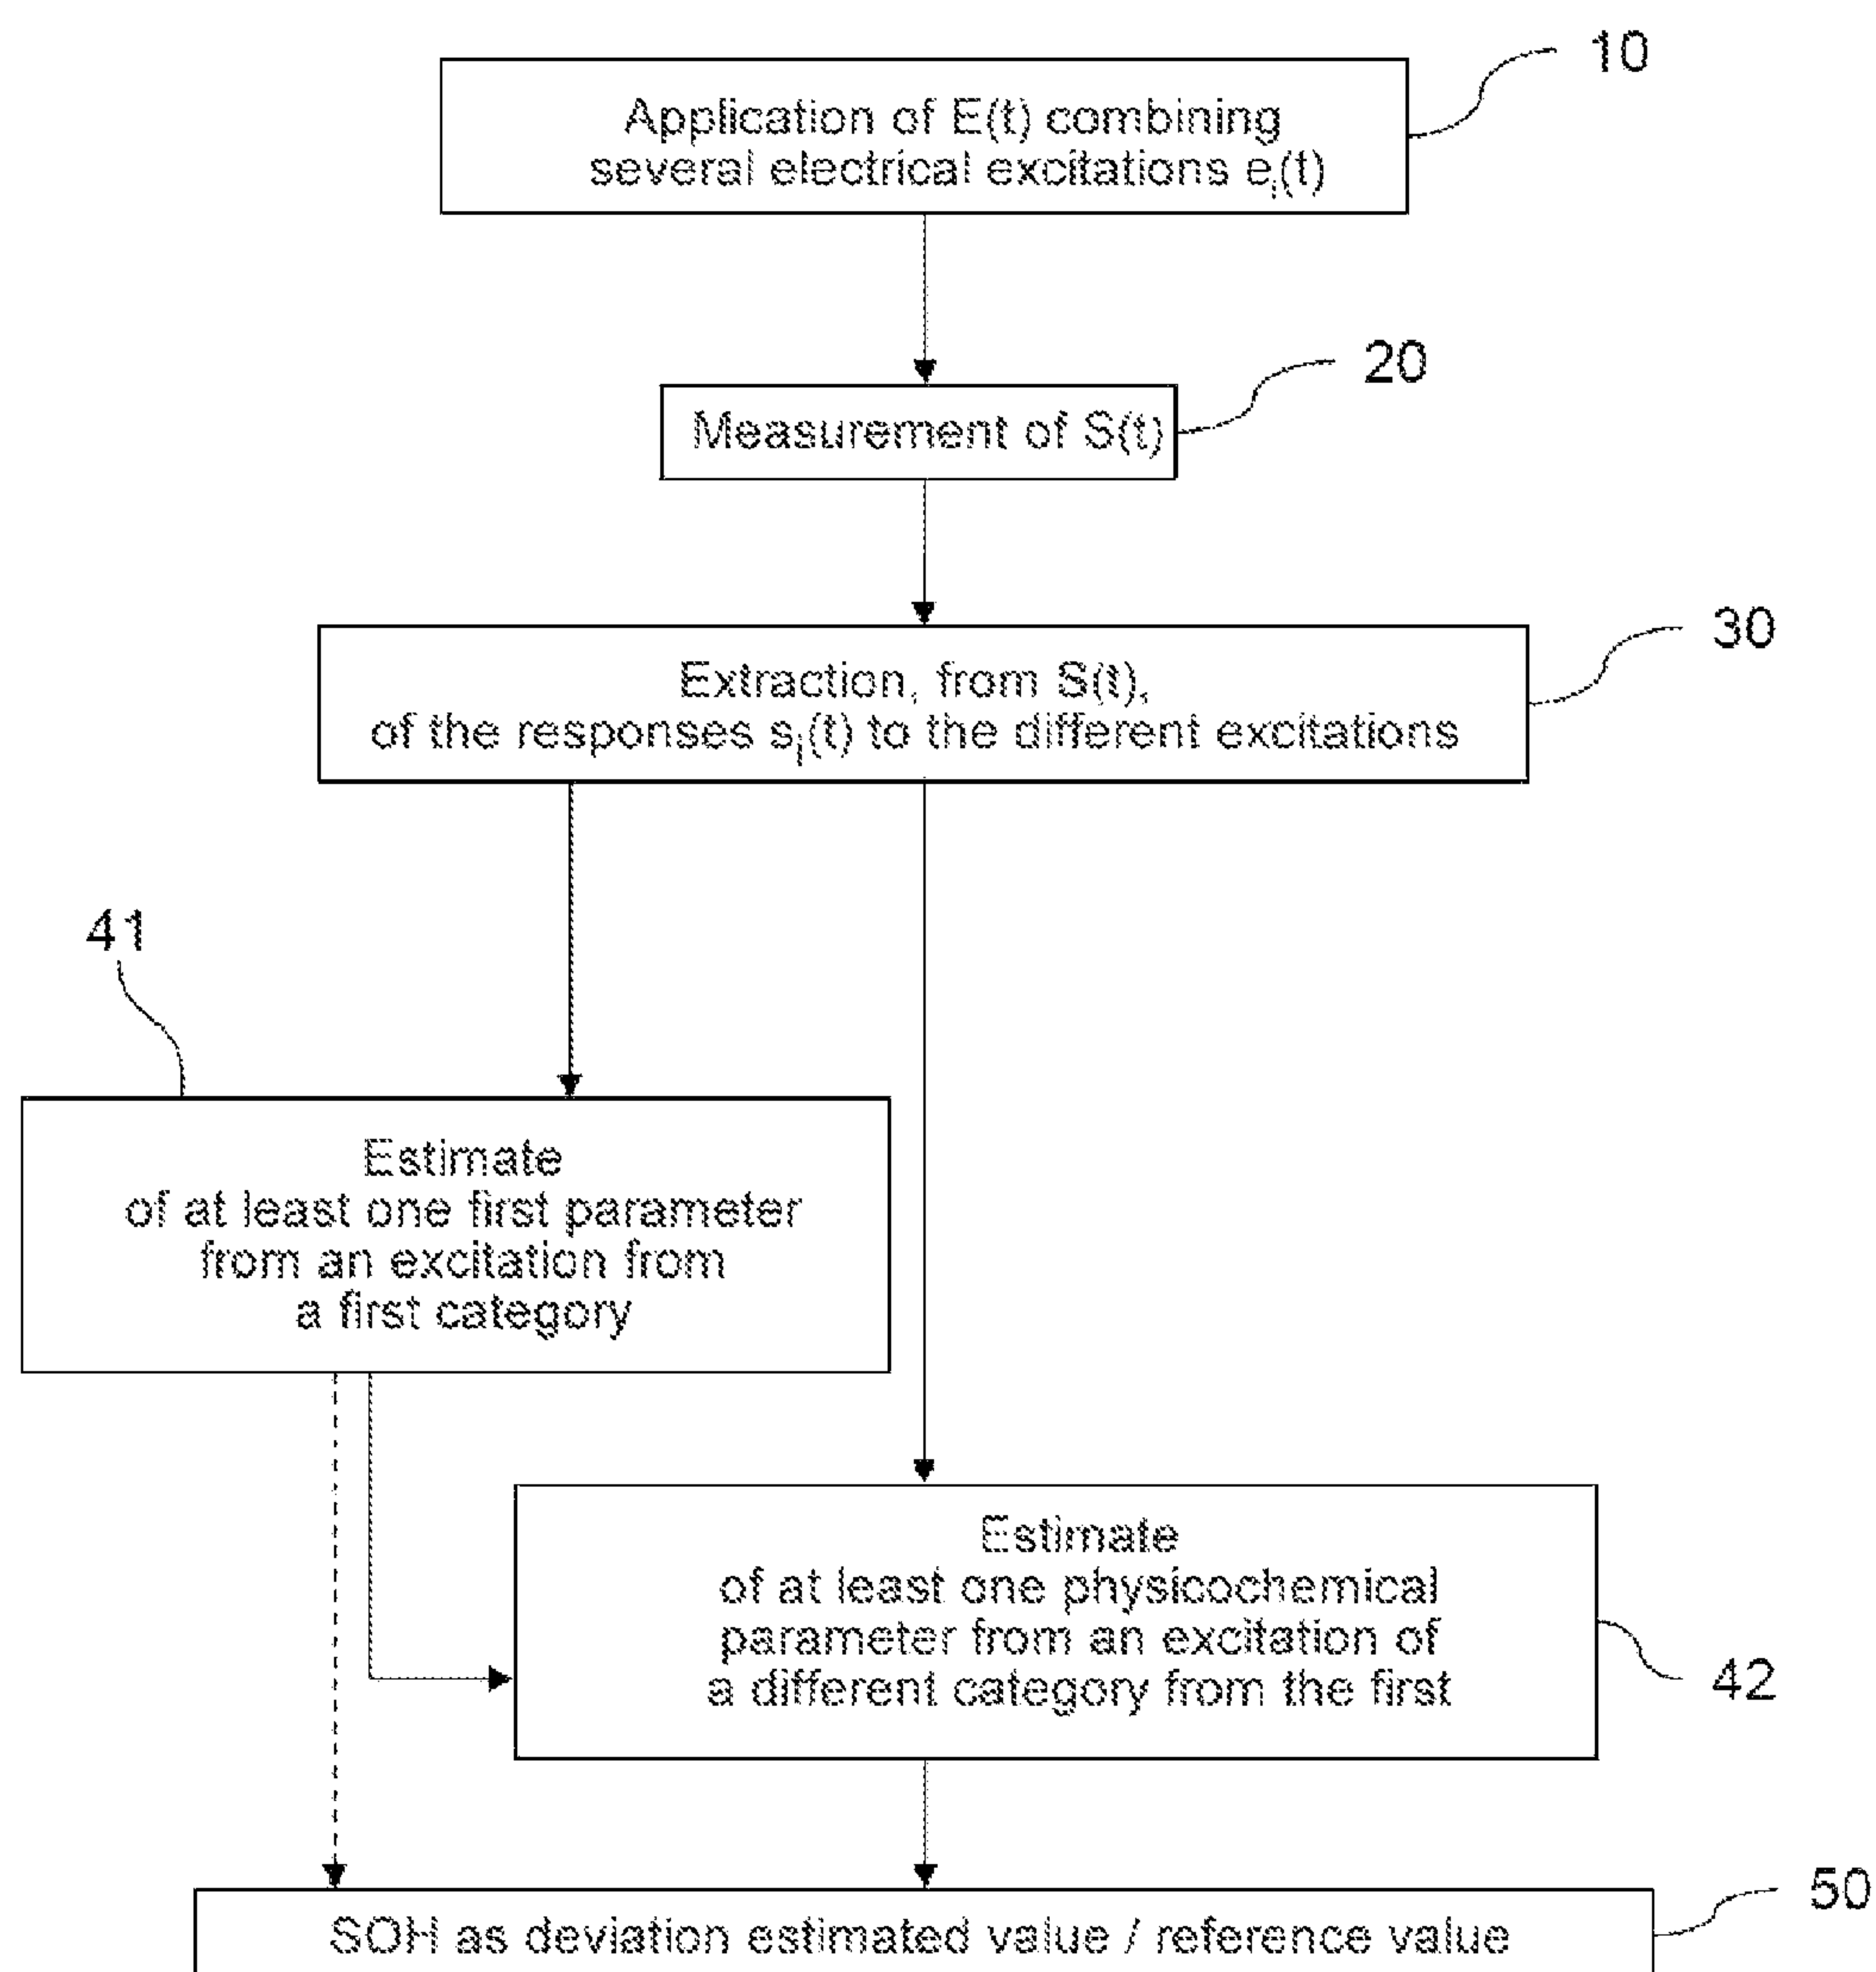 10
Application of E(t) combining
several electrical excitations eᵢ(t)
20
Measurement of S(t)
30
Extraction, from S(t),
of the responses sᵢ(t) to the different excitations
41
Estimate
of at least one first parameter
from an excitation from
a first category
Estimate
of at least one physicochemical
parameter from an excitation of
a different category from the first
42
50
SOH as deviation estimated value / reference value